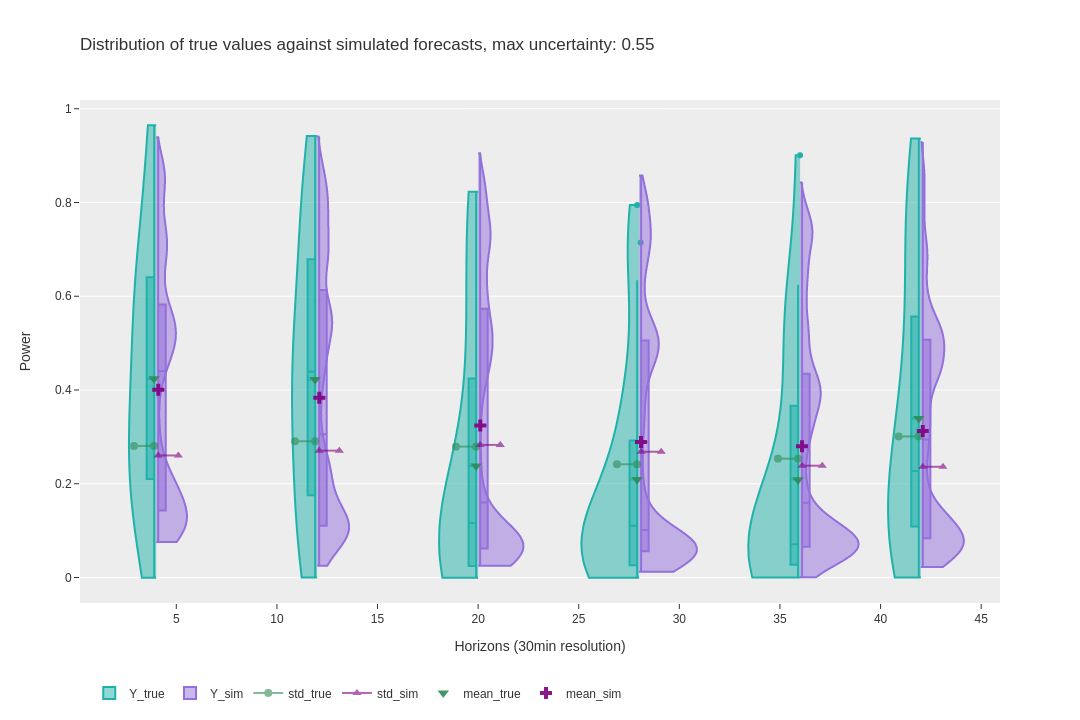 Distribution of true values against simulated forecasts, max uncertainty: 0.55
1
0.8
0.6
0.4
0.2
0
Power
5 10 15 20 25 30 35 40 45
Horizons (30min resolution)
Y_true Y_sim std_true std_sim mean_true mean_sim